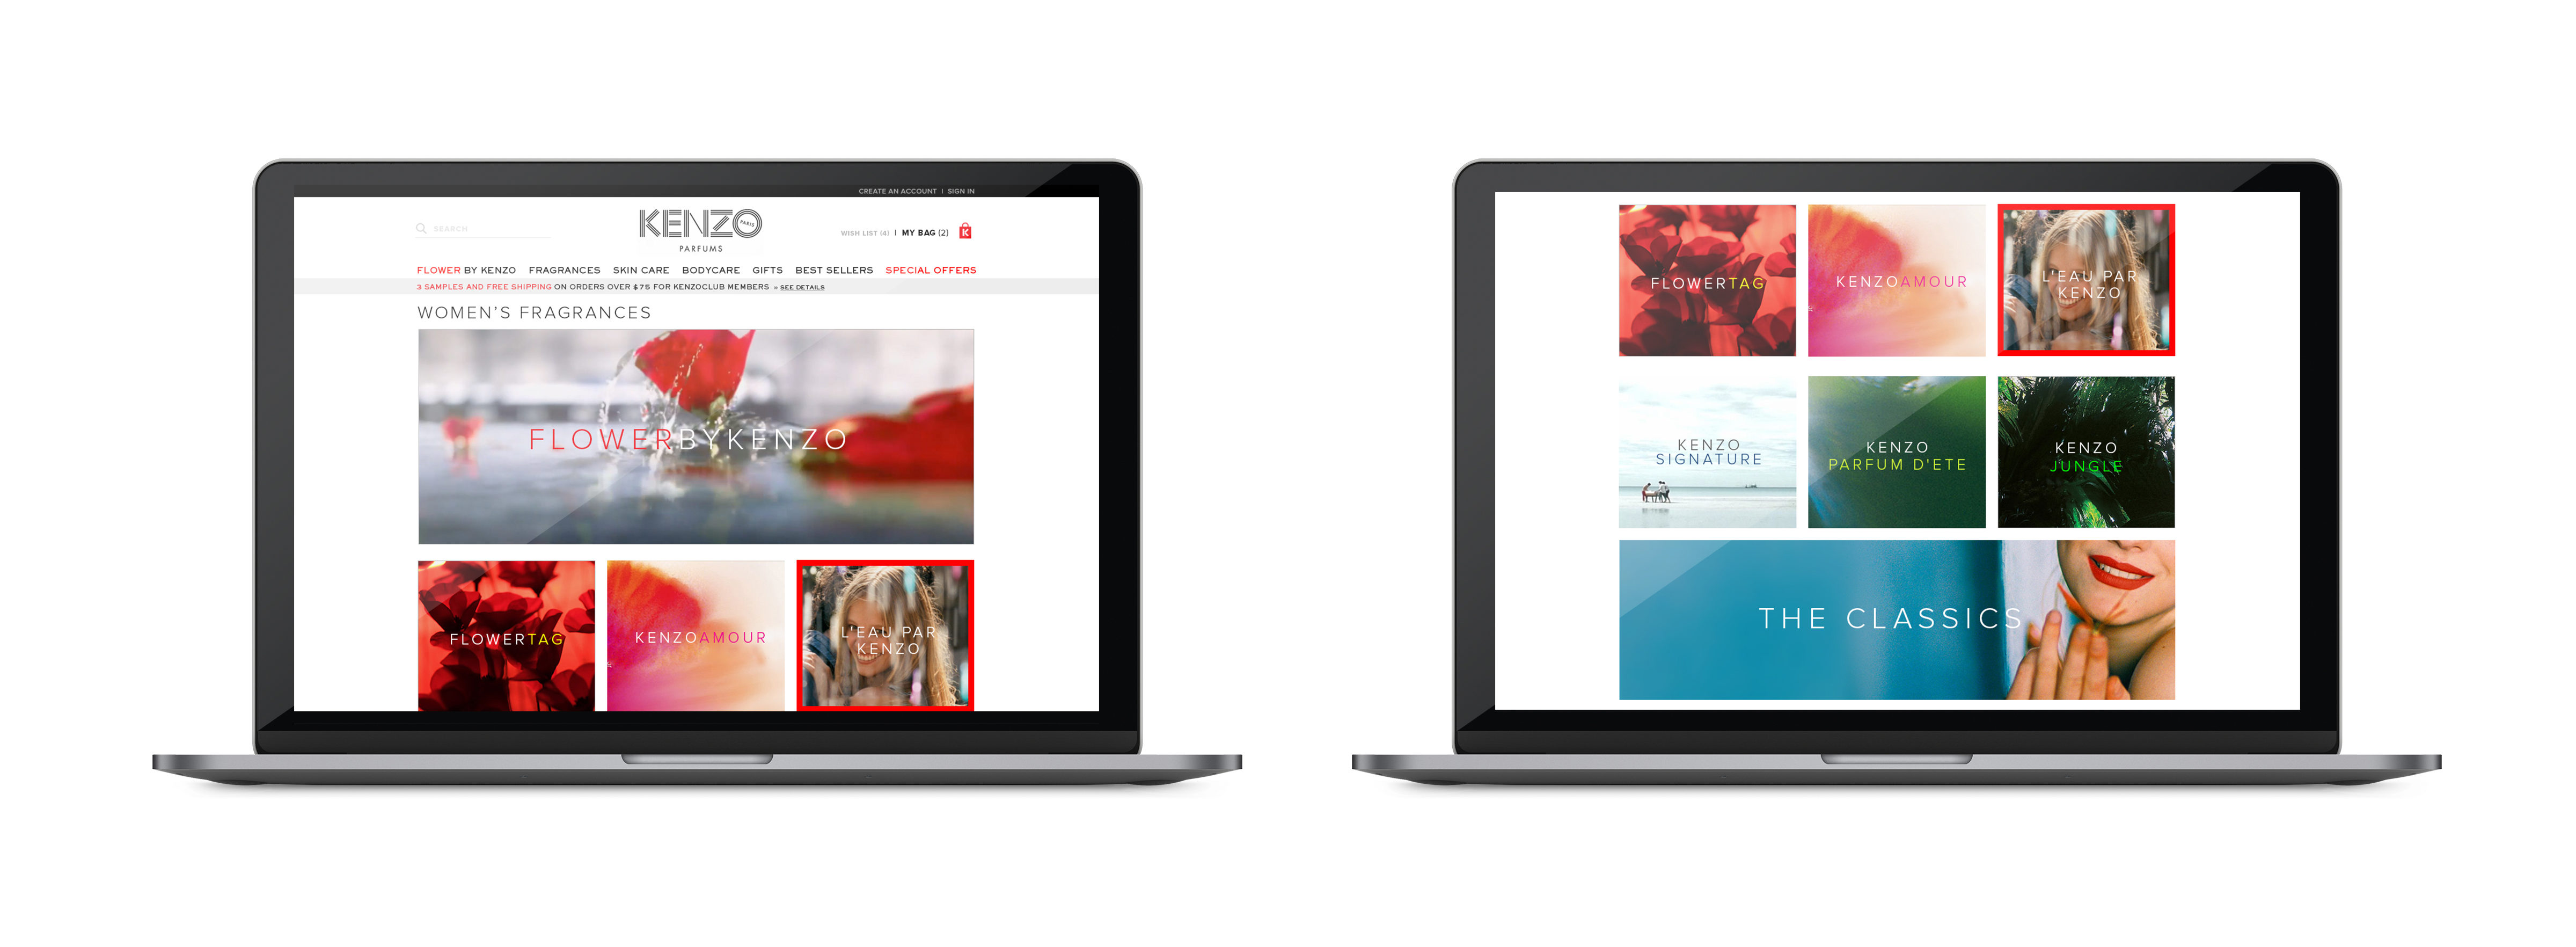 CREATE AN ACCOUNT | SIGN IN
SEARCH
KENZO
PARIS
PARFUMS
WISH LIST (4) | MY BAG (2)
K
FLOWER BY KENZO FRAGRANCES SKIN CARE BODYCARE GIFTS BEST SELLERS SPECIAL OFFERS
3 SAMPLES AND FREE SHIPPING ON ORDERS OVER $75 FOR KENZOCLUB MEMBERS » SEE DETAILS
WOMEN'S FRAGRANCES
FLOWERBYKENZO
FLOWERTAG
KENZOAMOUR
L'EAU PAR
KENZO
FLOWERTAG
KENZOAMOUR
L'EAU PAR
KENZO
KENZO
SIGNATURE
KENZO
PARFUM D'ETE
KENZO
JUNGLE
THE CLASSICS